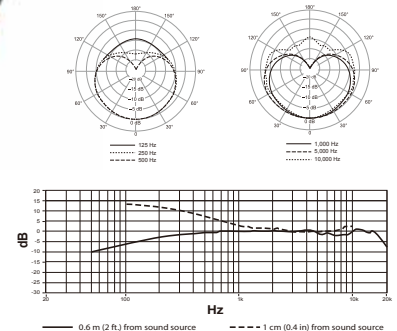 180°
150° 150°
120° 120°
90° 90°
–15 dB
–10 dB
–5 dB
0 dB
60° 60°
30° 30°
0
125 Hz
250 Hz
500 Hz
180°
150° 150°
120° 120°
90° 90°
–15 dB
–10 dB
–5 dB
0 dB
60° 60°
30° 30°
0
1,000 Hz
5,000 Hz
10,000 Hz
dB
20
15
10
5
0
-5
-10
-15
-20
-25
-30
20 100 1k 10k 20k
Hz
0.6 m (2 ft.) from sound source 1 cm (0.4 in) from sound source